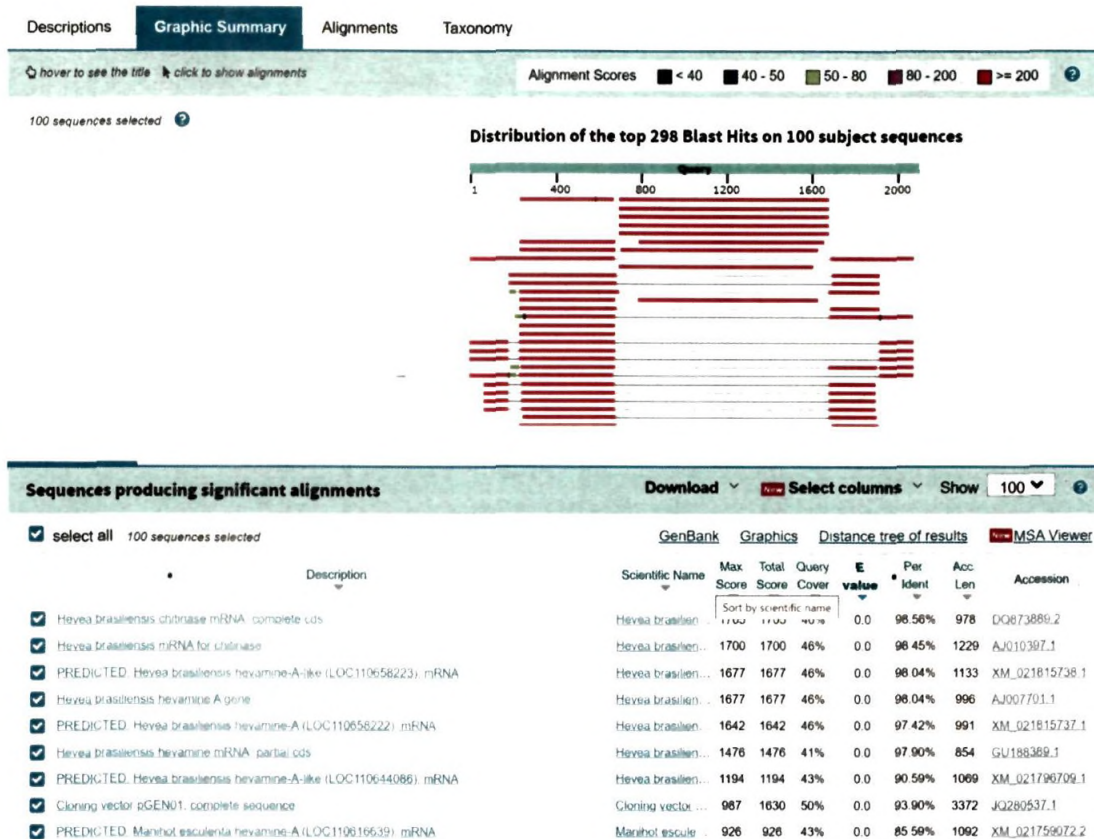 Descriptions Graphic Summary Alignments Taxonomy
hover to see the title click to show alignments Alignment Scores < 40 40 - 50 50 - 80 80 - 200 >= 200 ?
100 sequences selected ?
Distribution of the top 298 Blast Hits on 100 subject sequences
Query
1 400 800 1200 1600 2000
Sequences producing significant alignments Download New Select columns Show 100 ?
select all 100 sequences selected GenBank Graphics Distance tree of results New MSA Viewer
Description Scientific Name Max Score Total Score Query Cover E value Per Ident Acc Len Accession
Sort by scientific name
Hevea brasiliensis chitinase mRNA, complete cds Hevea brasilien... 0.0 98.56% 978 DQ873889.2
Hevea brasiliensis mRNA for chitinase Hevea brasilien... 1700 1700 46% 0.0 98.45% 1229 AJ010397.1
PREDICTED: Hevea brasiliensis hevamine-A-like (LOC110658223), mRNA Hevea brasilien... 1677 1677 46% 0.0 98.04% 1133 XM_021815738.1
Hevea brasiliensis hevamine A gene Hevea brasilien... 1677 1677 46% 0.0 98.04% 996 AJ007701.1
PREDICTED: Hevea brasiliensis hevamine-A (LOC110658222), mRNA Hevea brasilien... 1642 1642 46% 0.0 97.42% 991 XM_021815737.1
Hevea brasiliensis hevamine mRNA, partial cds Hevea brasilien... 1476 1476 41% 0.0 97.90% 854 GU188389.1
PREDICTED: Hevea brasiliensis hevamine-A-like (LOC110644086), mRNA Hevea brasilien... 1194 1194 43% 0.0 90.59% 1069 XM_021796709.1
Cloning vector pGEN01, complete sequence Cloning vector ... 987 1630 50% 0.0 93.90% 3372 JQ280537.1
PREDICTED: Manihot esculenta hevamine-A (LOC110616639), mRNA Manihot escule... 926 926 43% 0.0 85.59% 1092 XM_021759072.2